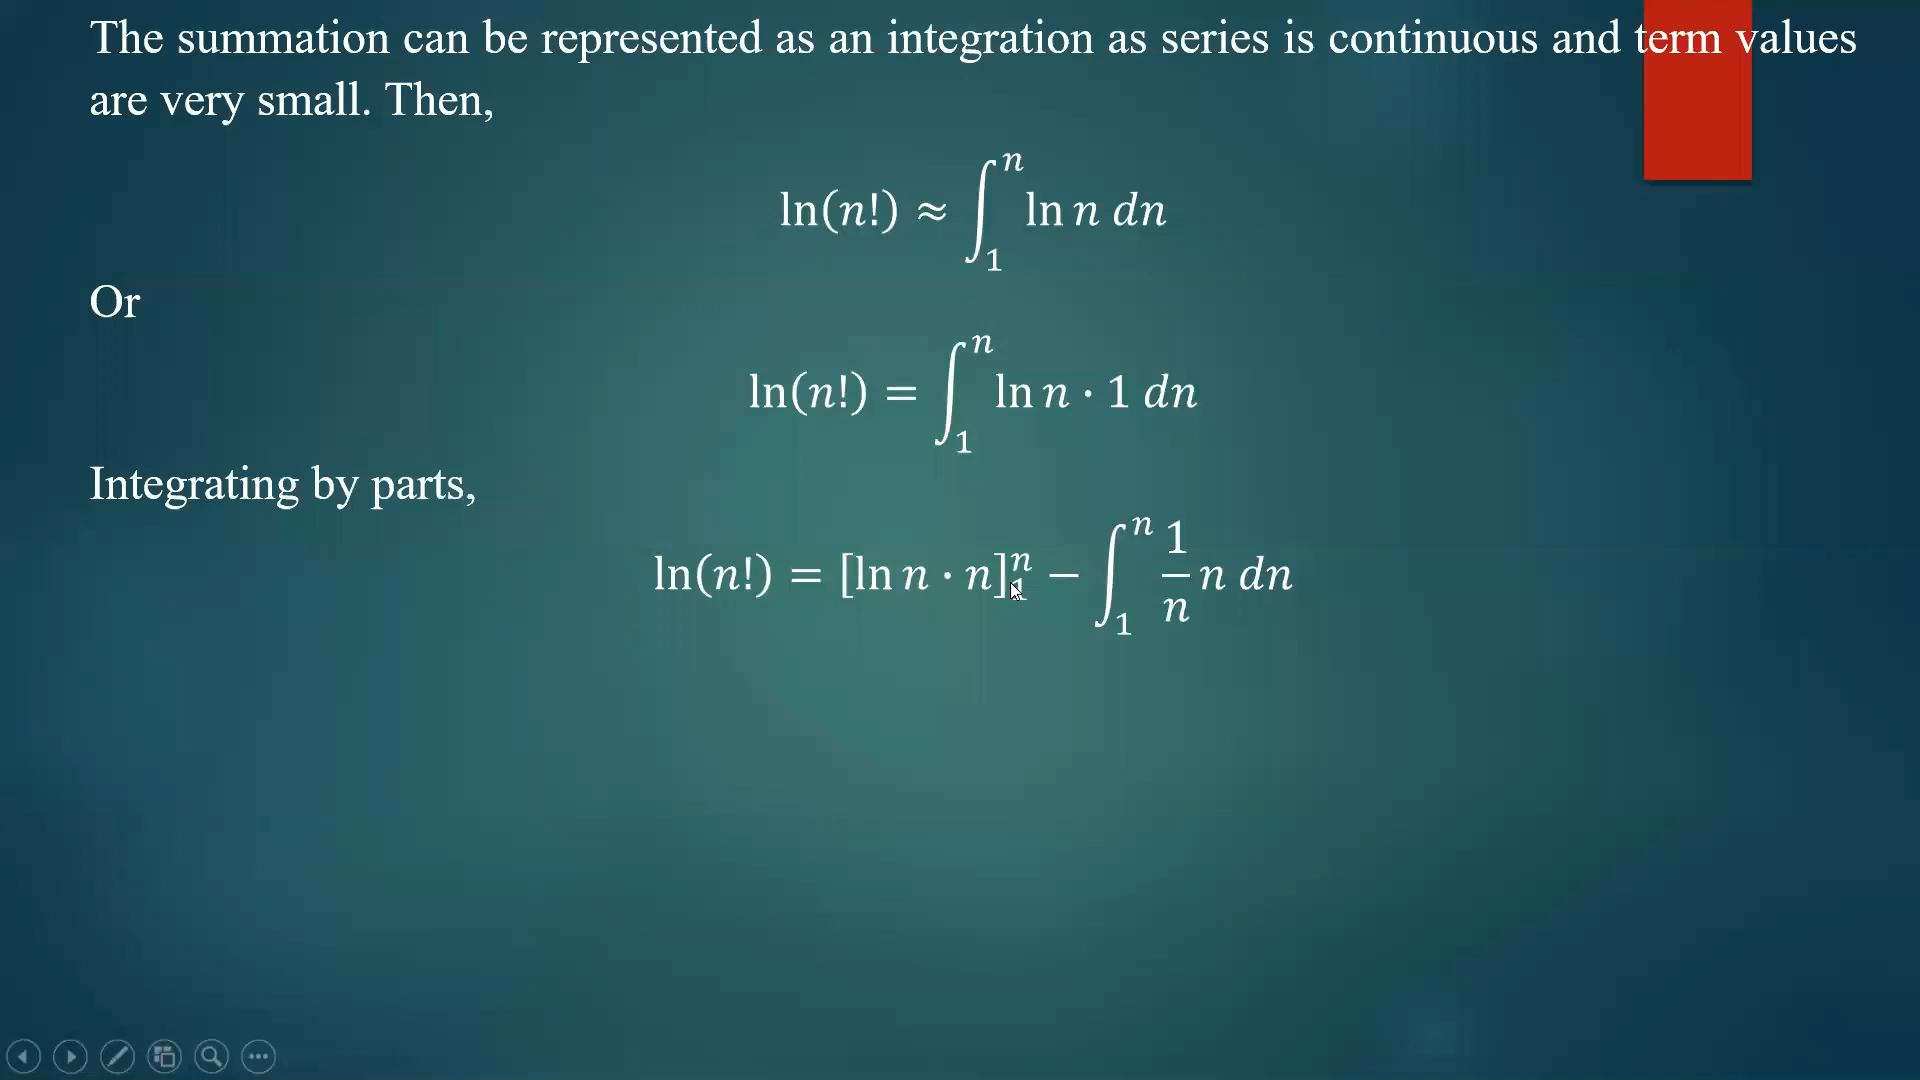 The summation can be represented as an integration as series is continuous and term values
are very small. Then,
ln(n!) ≈ ∫₁ⁿ ln n dn
Or
ln(n!) = ∫₁ⁿ ln n · 1 dn
Integrating by parts,
ln(n!) = [ln n · n]₁ⁿ − ∫₁ⁿ (1/n) n dn